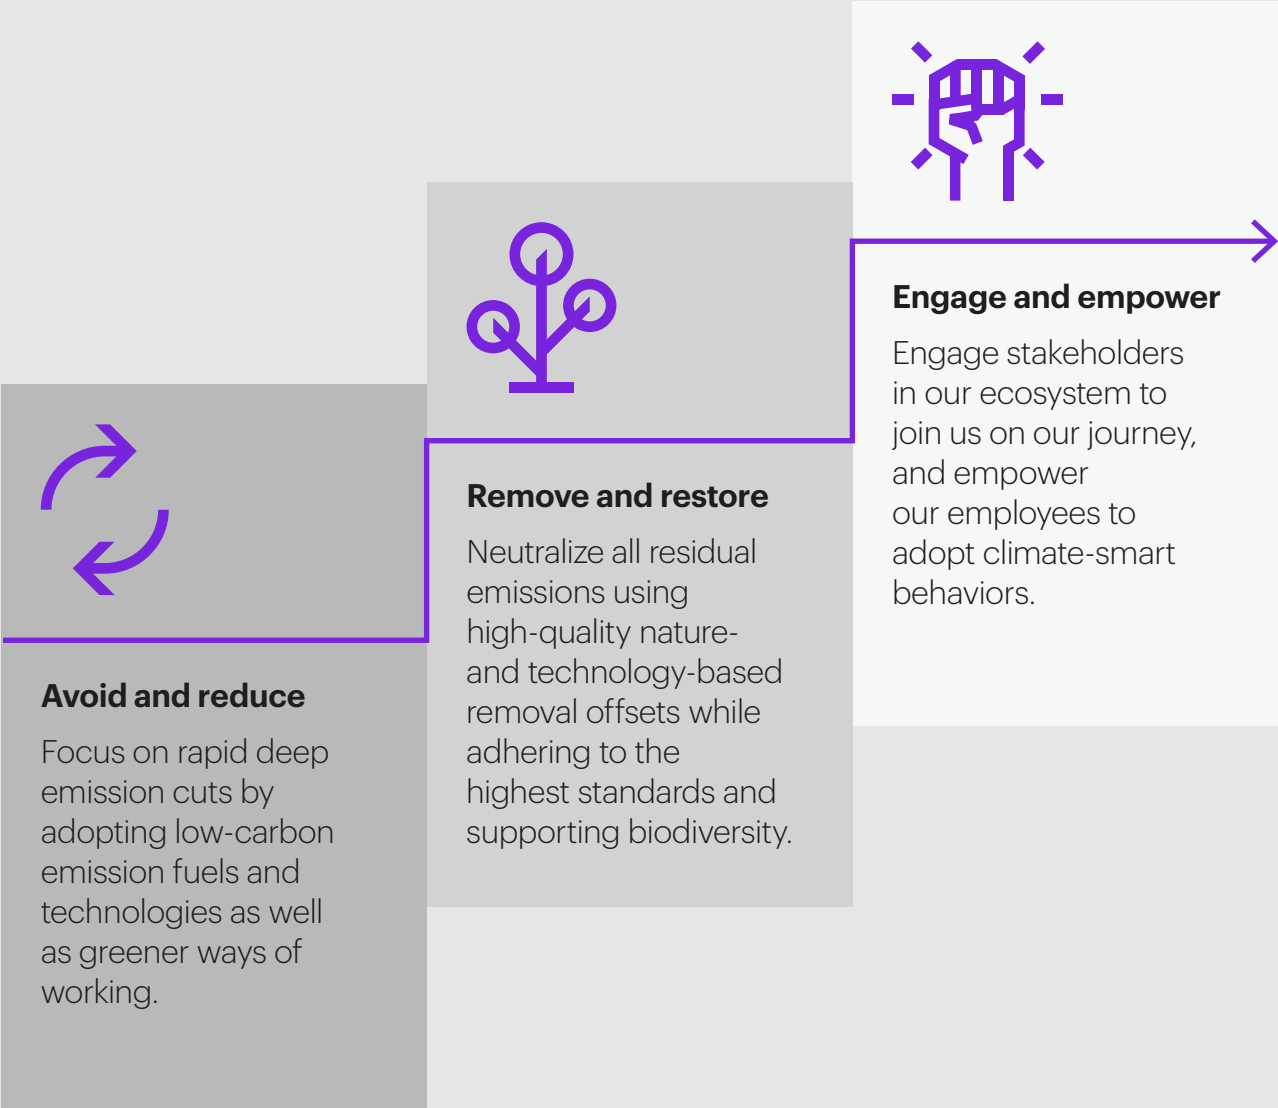 Engage and empower
Engage stakeholders
in our ecosystem to
join us on our journey,
and empower
our employees to
adopt climate-smart
behaviors.
Remove and restore
Neutralize all residual
emissions using
high-quality nature-
and technology-based
removal offsets while
adhering to the
highest standards and
supporting biodiversity.
Avoid and reduce
Focus on rapid deep
emission cuts by
adopting low-carbon
emission fuels and
technologies as well
as greener ways of
working.